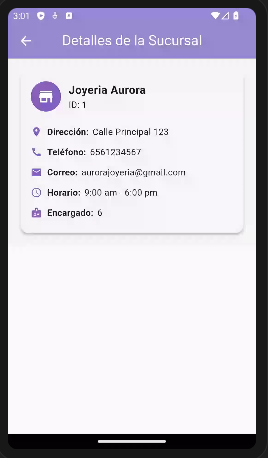 3:01
Detalles de la Sucursal
Joyeria Aurora
ID: 1
Dirección: Calle Principal 123
Teléfono: 6561234567
Correo: aurorajoyeria@gmail.com
Horario: 9:00 am - 6:00 pm
Encargado: 6